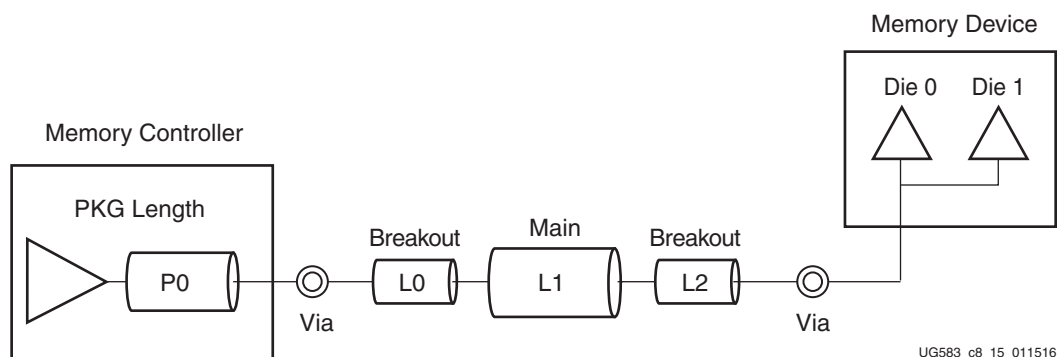 Memory Device
Die 0 Die 1
Memory Controller
PKG Length
P0
Via
Breakout
L0
Main
L1
Breakout
L2
Via
UG583_c8_15_011516